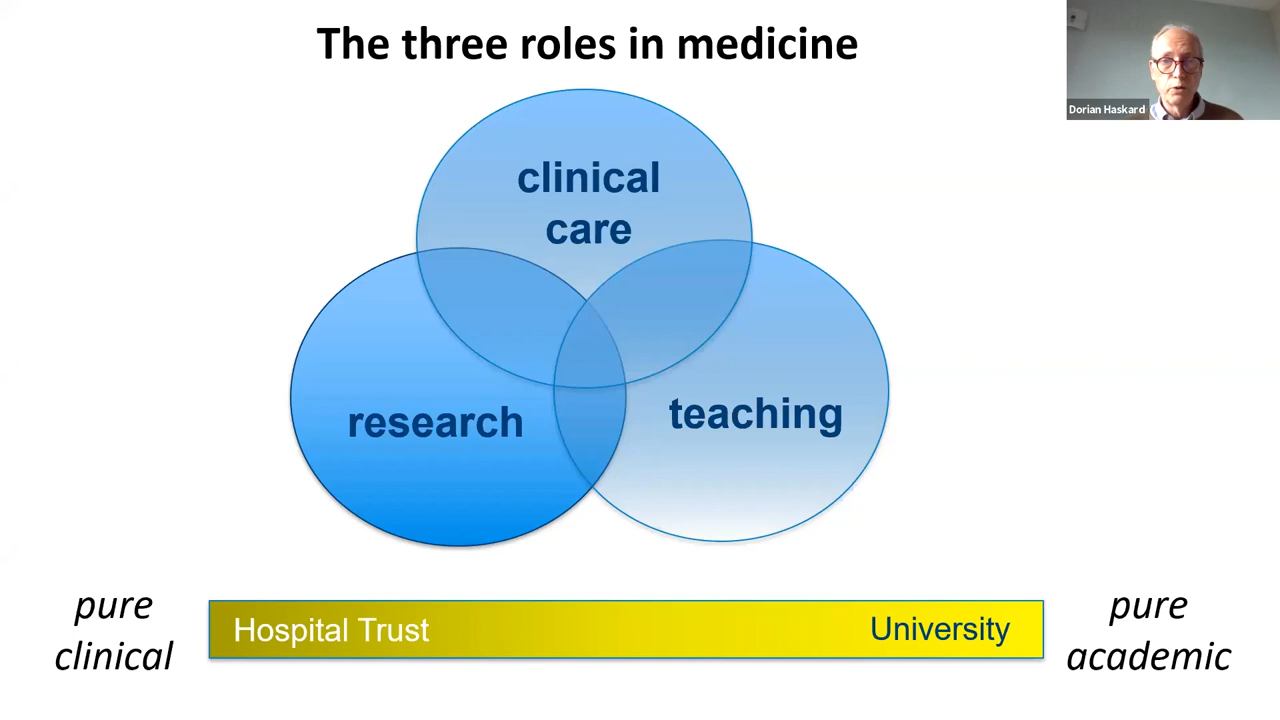 The three roles in medicine
Dorian Haskard
clinical
care
research
teaching
pure
clinical
Hospital Trust
University
pure
academic